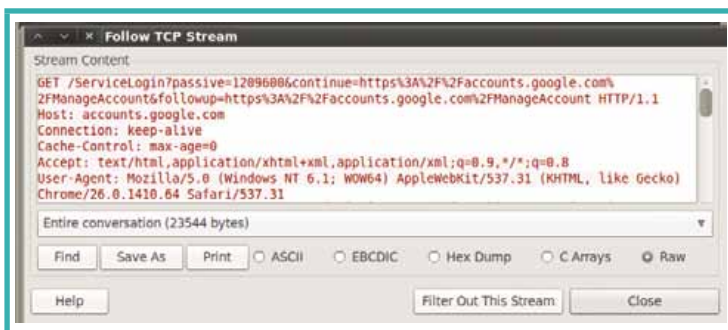 Follow TCP Stream
Stream Content
GET /ServiceLogin?passive=1209600&continue=https%3A%2F%2Faccounts.google.com%
2FManageAccount&followup=https%3A%2F%2Faccounts.google.com%2FManageAccount HTTP/1.1
Host: accounts.google.com
Connection: keep-alive
Cache-Control: max-age=0
Accept: text/html,application/xhtml+xml,application/xml;q=0.9,*/*;q=0.8
User-Agent: Mozilla/5.0 (Windows NT 6.1; WOW64) AppleWebKit/537.31 (KHTML, like Gecko)
Chrome/26.0.1410.64 Safari/537.31
Entire conversation (23544 bytes)
Find Save As Print ASCII EBCDIC Hex Dump C Arrays Raw
Help Filter Out This Stream Close